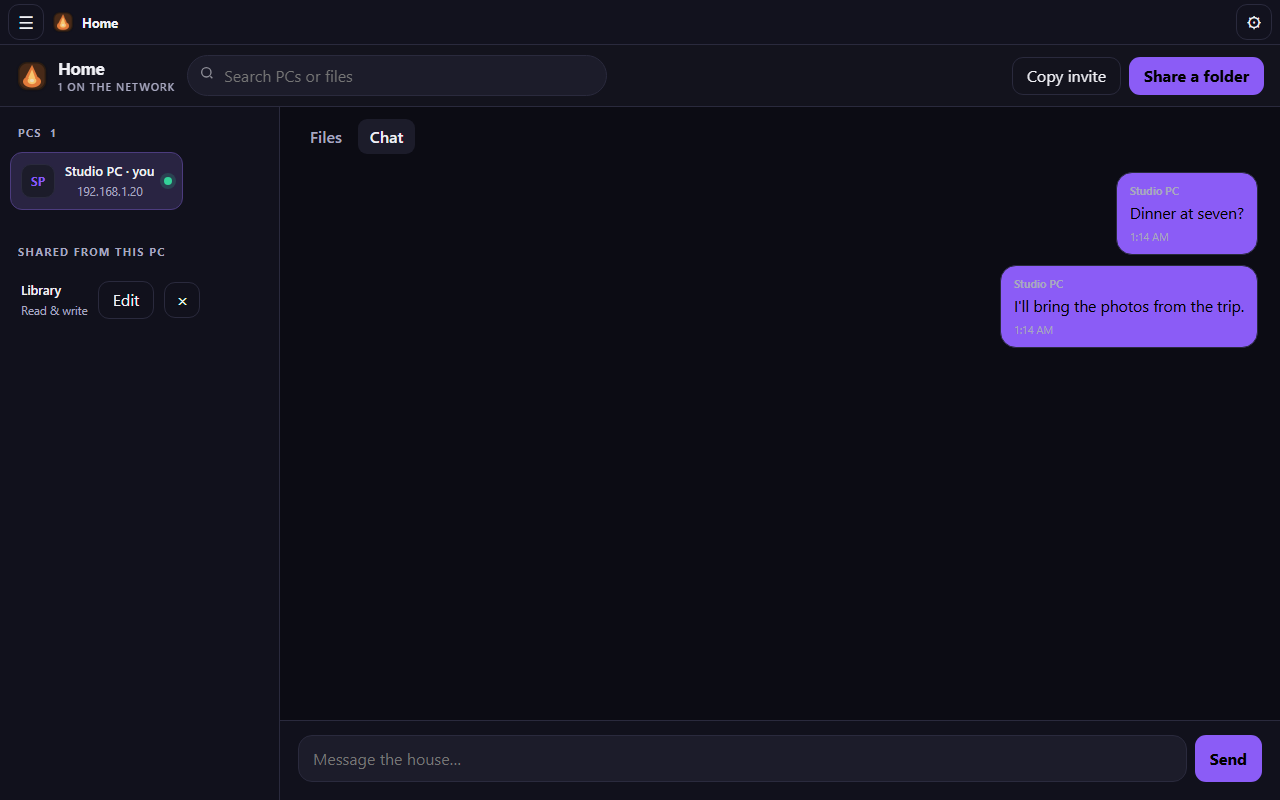 ☰ Home ⚙
Home
1 ON THE NETWORK
Search PCs or files
Copy invite
Share a folder
PCS 1
SP
Studio PC · you
192.168.1.20
SHARED FROM THIS PC
Library
Read & write
Edit
×
Files
Chat
Studio PC
Dinner at seven?
1:14 AM
Studio PC
I'll bring the photos from the trip.
1:14 AM
Message the house...
Send